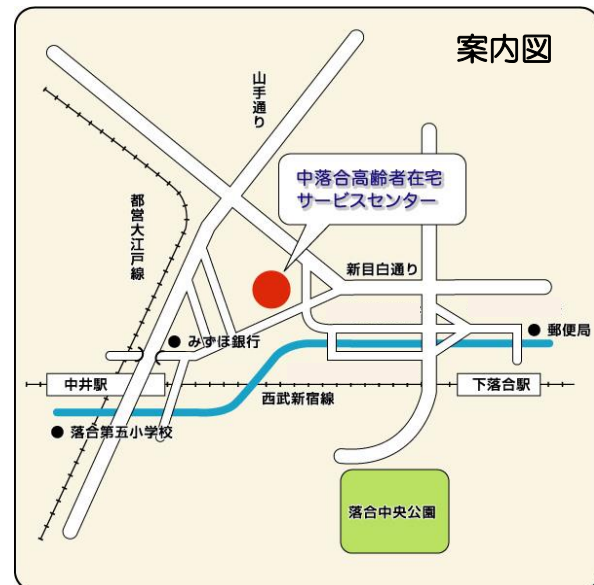 案内図
山手通り
中落合高齢者在宅
サービスセンター
都営大江戸線
新目白通り
郵便局
みずほ銀行
中井駅
下落合駅
西武新宿線
落合第五小学校
落合中央公園